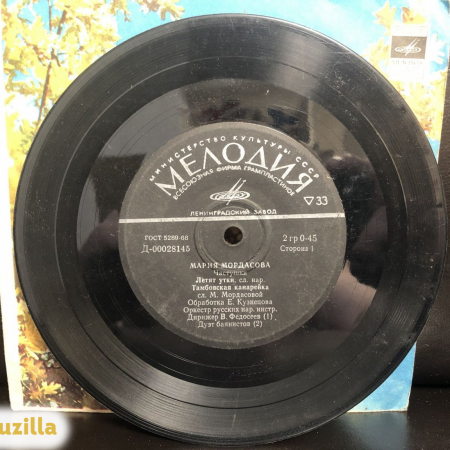 МИНИСТЕРСТВО КУЛЬТУРЫ СССР
МЕЛОДИЯ
ВСЕСОЮЗНАЯ ФИРМА ГРАМПЛАСТИНОК
▽33
ЛЕНИНГРАДСКИЙ ЗАВОД
ГОСТ 5289-68
2 гр 0-45
Д-00028145
Сторона 1
МАРИЯ МОРДАСОВА
Частушки
Летят утки, сл. нар.
Тамбовская канарейка
сл. М. Мордасовой
Обработка Е. Кузнецова
Оркестр русских нар. инстр.
Дирижер В. Федосеев (1)
Дуэт баянистов (2)
uzilla